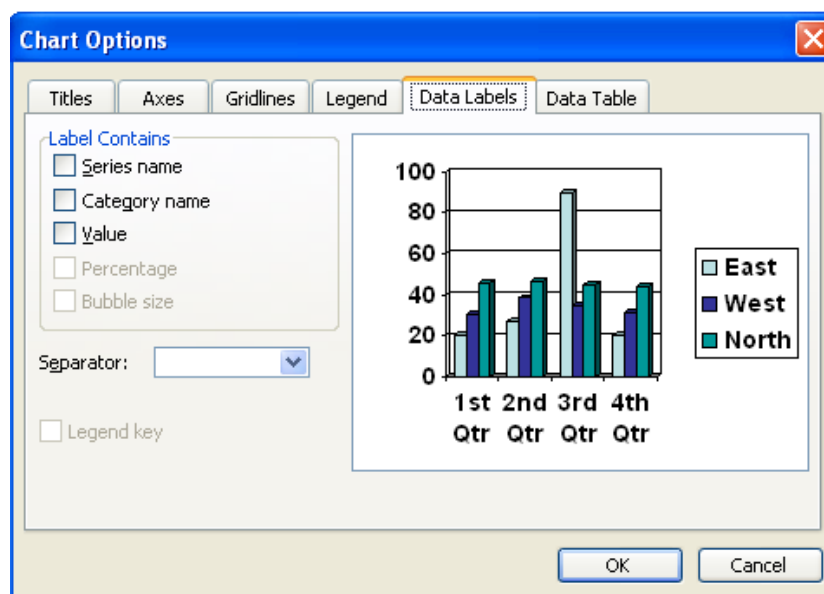 Chart Options
Titles Axes Gridlines Legend Data Labels Data Table
Label Contains
Series name
Category name
Value
Percentage
Bubble size
Separator:
Legend key
100
80
60
40
20
0
1st 2nd 3rd 4th
Qtr Qtr Qtr Qtr
East
West
North
OK Cancel